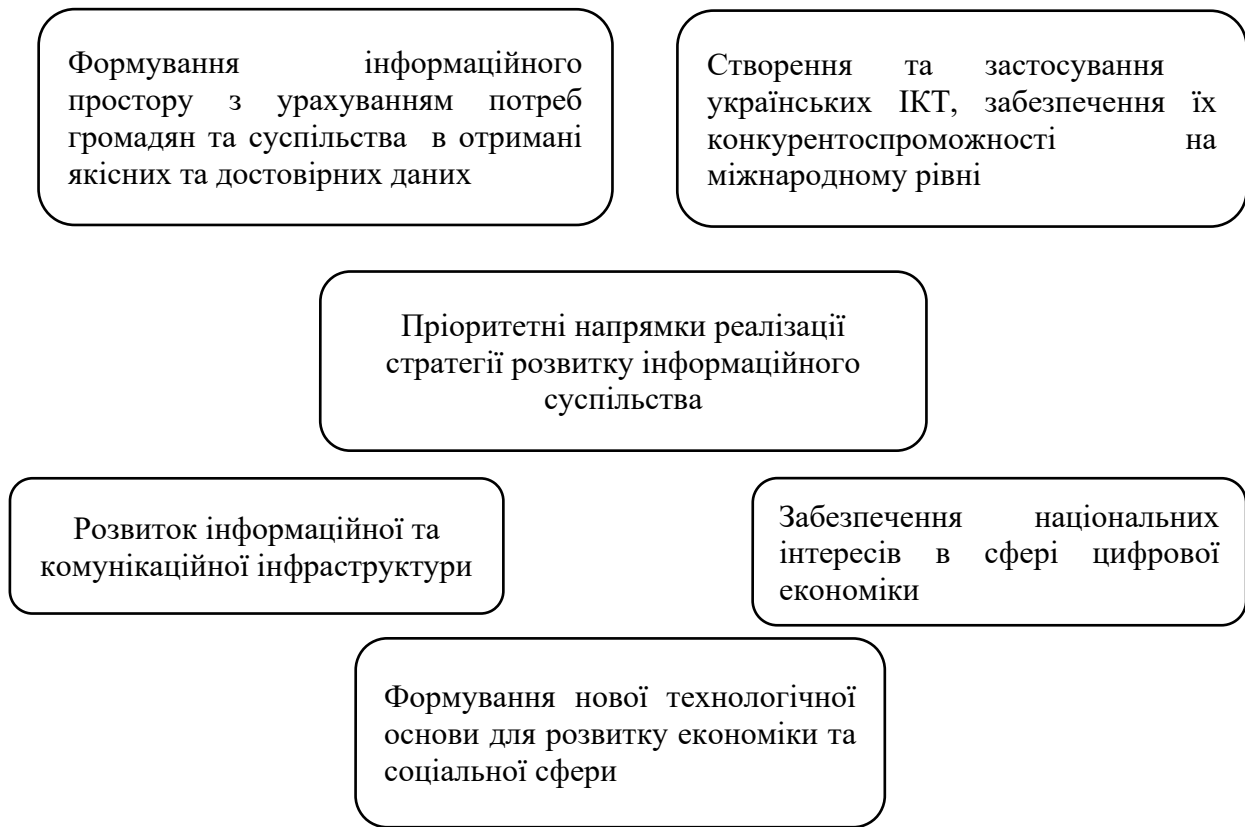 Формування інформаційного
простору з урахуванням потреб
громадян та суспільства в отримані
якісних та достовірних даних
Створення та застосування
українських ІКТ, забезпечення їх
конкурентоспроможності на
міжнародному рівні
Пріоритетні напрямки реалізації
стратегії розвитку інформаційного
суспільства
Розвиток інформаційної та
комунікаційної інфраструктури
Забезпечення національних
інтересів в сфері цифрової
економіки
Формування нової технологічної
основи для розвитку економіки та
соціальної сфери